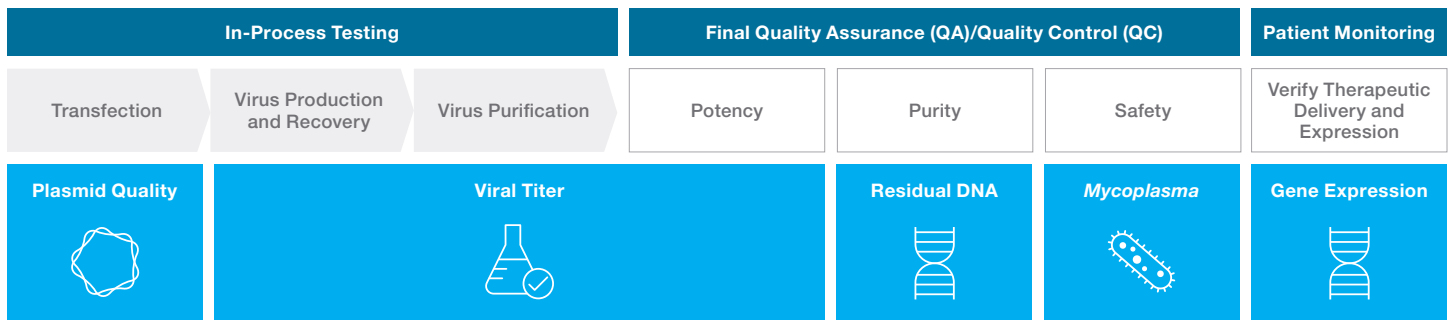 In-Process Testing
Final Quality Assurance (QA)/Quality Control (QC)
Patient Monitoring
Transfection
Virus Production
and Recovery
Virus Purification
Potency
Purity
Safety
Verify Therapeutic
Delivery and
Expression
Plasmid Quality
Viral Titer
Residual DNA
Mycoplasma
Gene Expression